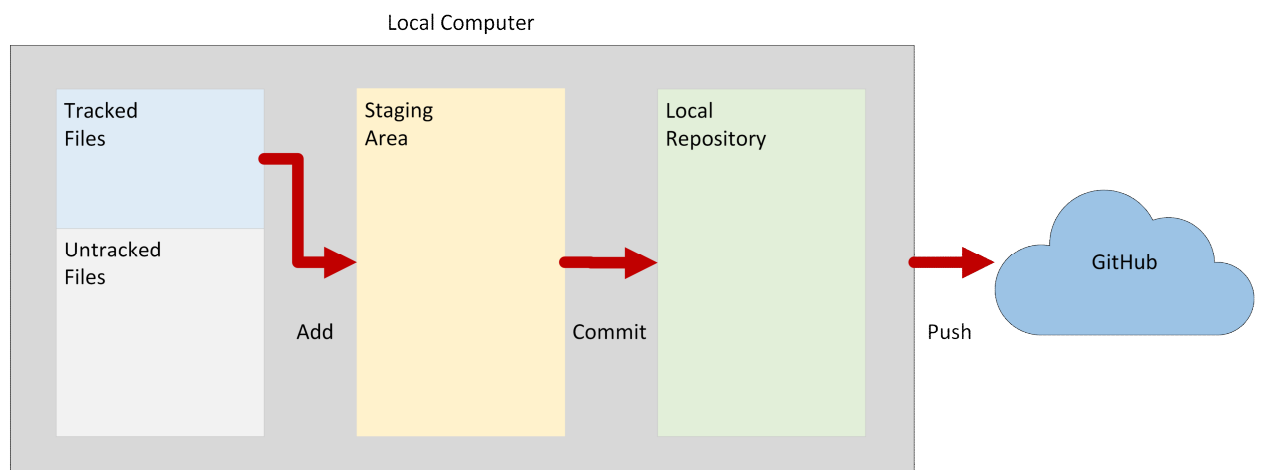 Local Computer
Tracked
Files
Staging
Area
Local
Repository
Untracked
Files
GitHub
Add
Commit
Push